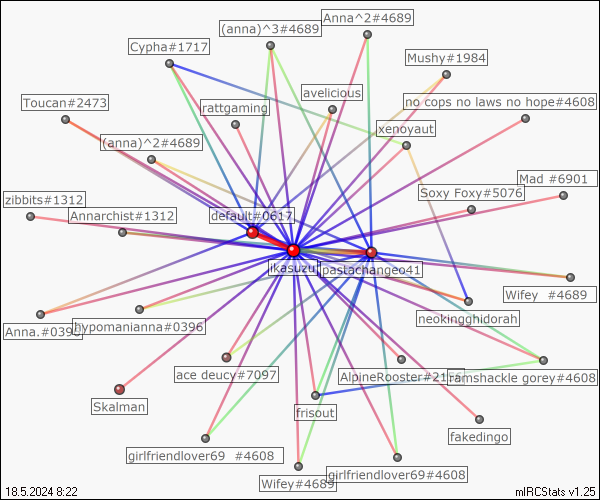 Anna^2#4689
(anna)^3#4689
Cypha#1717
Mushy#1984
avelicious
Toucan#2473
rattgaming
no cops no laws no hope#4608
xenoyaut
(anna)^2#4689
Mad #6901
Soxy Foxy#5076
zibbits#1312
Annarchist#1312
default#0617
ikasuzu
pastachangeo41
Wifey #4689
neokingghidorah
Anna.#0396
hypomanianna#0396
ace deucy#7097
AlpineRooster#215
ramshackle gorey#4608
Skalman
frisout
fakedingo
girlfriendlover69 #4608
girlfriendlover69#4608
Wifey#4689
18.5.2024 8:22
mIRCStats v1.25